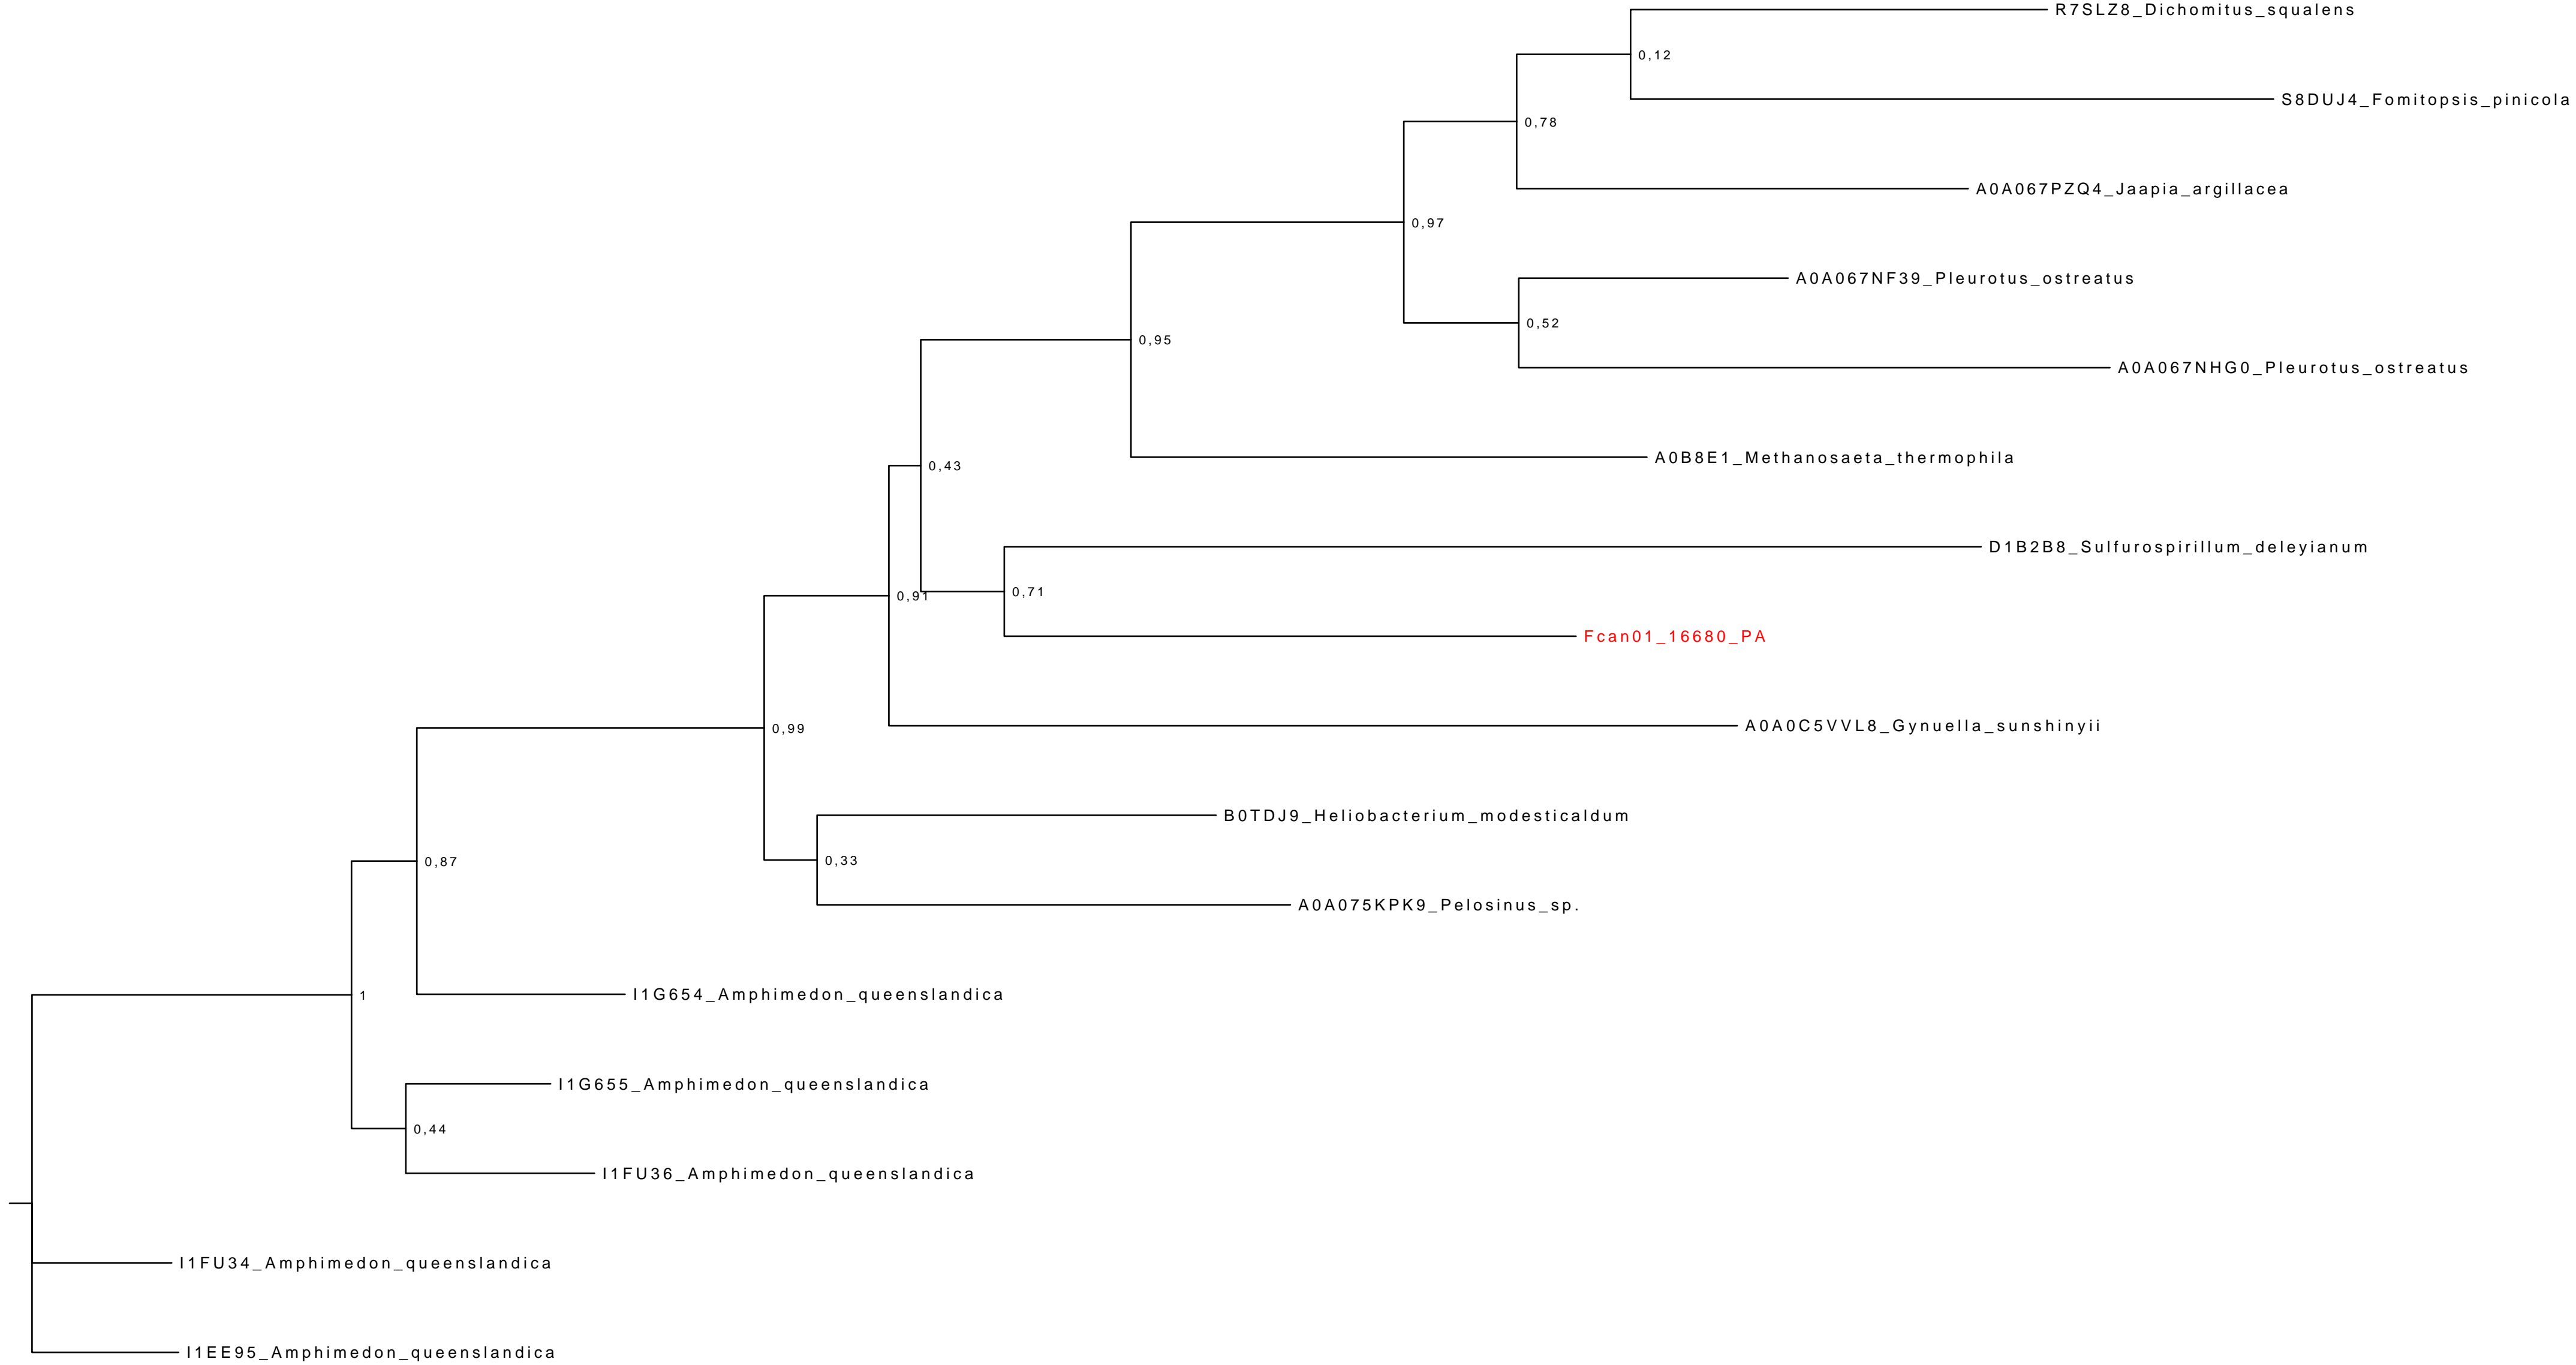 R7SLZ8_Dichomitus_squalens
0,12
S8DUJ4_Fomitopsis_pinicola
0,78
A0A067PZQ4_Jaapia_argillacea
0,97
A0A067NF39_Pleurotus_ostreatus
0,52
A0A067NHG0_Pleurotus_ostreatus
0,95
A0B8E1_Methanosaeta_thermophila
0,43
D1B2B8_Sulfurospirillum_deleyianum
0,71
0,91
Fcan01_16680_PA
A0A0C5VVL8_Gynuella_sunshinyii
0,99
B0TDJ9_Heliobacterium_modesticaldum
0,33
0,87
A0A075KPK9_Pelosinus_sp.
I1G654_Amphimedon_queenslandica
1
I1G655_Amphimedon_queenslandica
0,44
I1FU36_Amphimedon_queenslandica
I1FU34_Amphimedon_queenslandica
I1EE95_Amphimedon_queenslandica